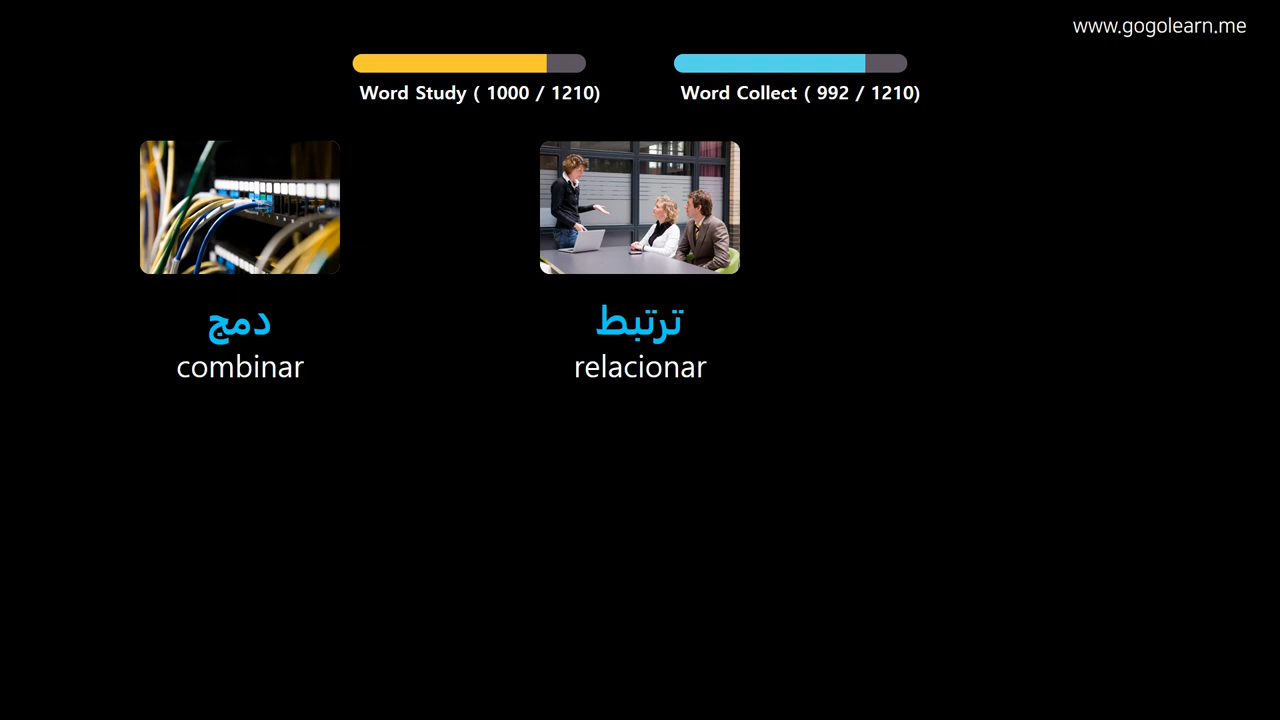 www.gogolearn.me
Word Study ( 1000 / 1210)
Word Collect ( 992 / 1210)
دمج
combinar
ترتبط
relacionar